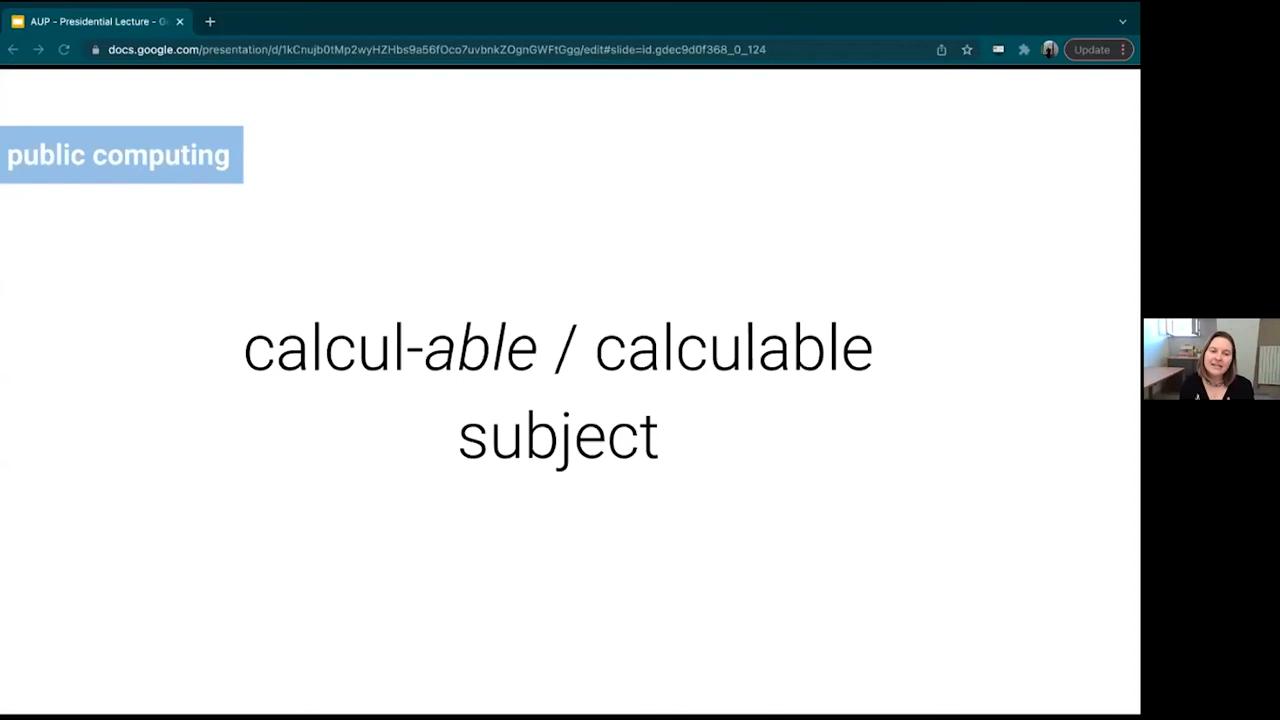 AUP - Presidential Lecture - G
docs.google.com/presentation/d/1kCnujb0tMp2wyHZHbs9a56fOco7uvbnkZOgnGWFtGgg/edit#slide=id.gdec9d0f368_0_124
Update
public computing
calcul-able / calculable
subject